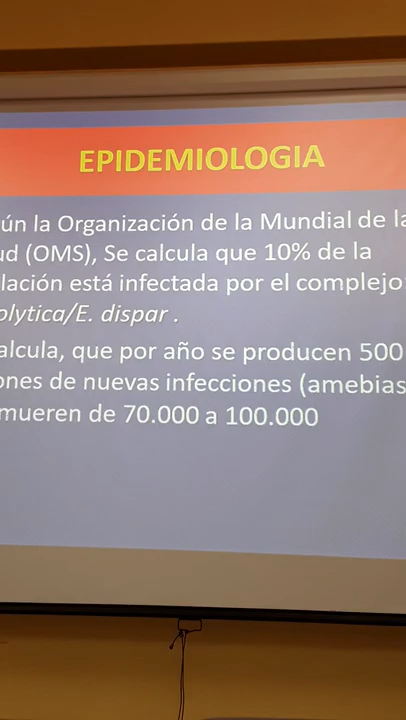 EPIDEMIOLOGIA
ún la Organización de la Mundial de la
ud (OMS), Se calcula que 10% de la
lación está infectada por el complejo
olytica/E. dispar .
alcula, que por año se producen 500
ones de nuevas infecciones (amebias
mueren de 70.000 a 100.000